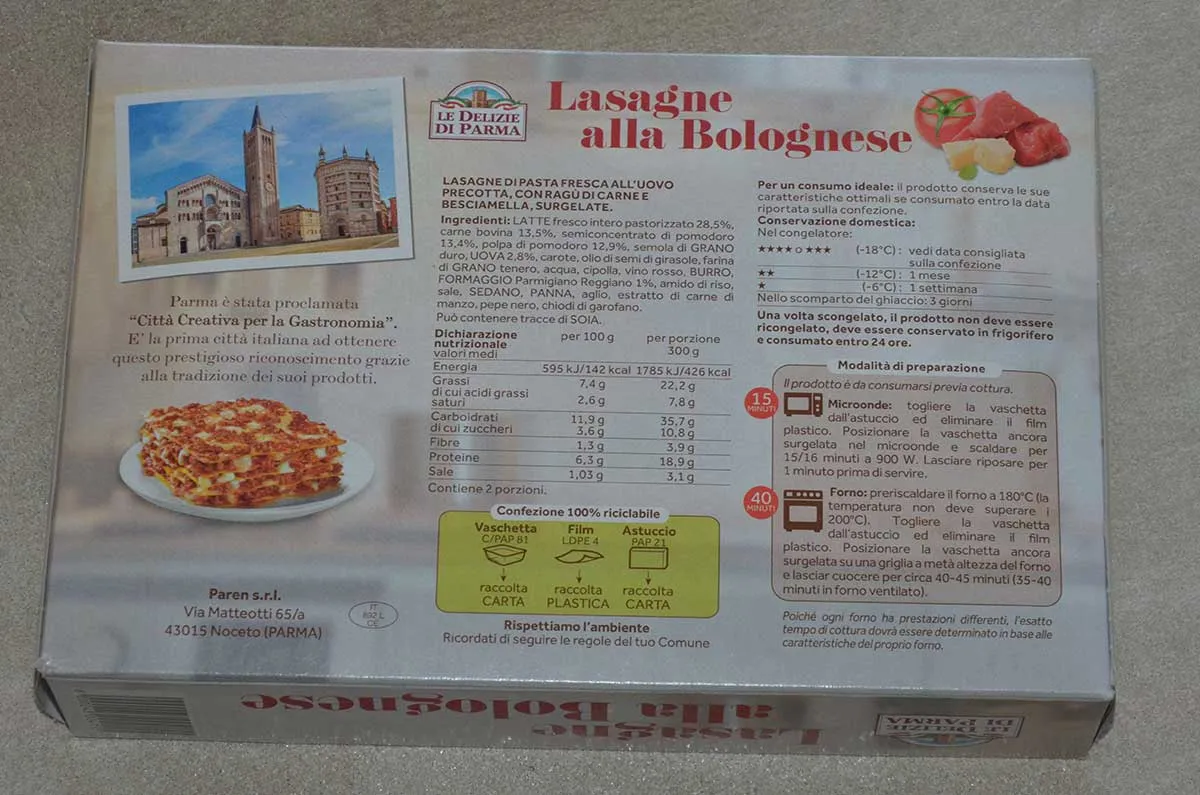 LE DELIZIE
DI PARMA
Lasagne
alla Bolognese
Parma è stata proclamata
“Città Creativa per la Gastronomia”.
E' la prima città italiana ad ottenere
questo prestigioso riconoscimento grazie
alla tradizione dei suoi prodotti.
Paren s.r.l.
Via Matteotti 65/a
43015 Noceto (PARMA)
IT
892 L
CE
LASAGNE DI PASTA FRESCA ALL'UOVO
PRECOTTA, CON RAGÙ DI CARNE E
BESCIAMELLA, SURGELATE.
Ingredienti: LATTE fresco intero pastorizzato 28,5%,
carne bovina 13,5%, semiconcentrato di pomodoro
13,4%, polpa di pomodoro 12,9%, semola di GRANO
duro, UOVA 2,8%, carote, olio di semi di girasole, farina
di GRANO tenero, acqua, cipolla, vino rosso, BURRO,
FORMAGGIO Parmigiano Reggiano 1%, amido di riso,
sale, SEDANO, PANNA, aglio, estratto di carne di
manzo, pepe nero, chiodi di garofano.
Può contenere tracce di SOIA.
Dichiarazione
nutrizionale
valori medi
per 100 g
per porzione
300 g
Energia 595 kJ/142 kcal 1785 kJ/426 kcal
Grassi 7,4 g 22,2 g
di cui acidi grassi
saturi 2,6 g 7,8 g
Carboidrati 11,9 g 35,7 g
di cui zuccheri 3,6 g 10,8 g
Fibre 1,3 g 3,9 g
Proteine 6,3 g 18,9 g
Sale 1,03 g 3,1 g
Contiene 2 porzioni.
Confezione 100% riciclabile
Vaschetta Film Astuccio
C/PAP 81 LDPE 4 PAP 21
raccolta raccolta raccolta
CARTA PLASTICA CARTA
Rispettiamo l'ambiente
Ricordati di seguire le regole del tuo Comune
Per un consumo ideale: il prodotto conserva le sue
caratteristiche ottimali se consumato entro la data
riportata sulla confezione.
Conservazione domestica:
Nel congelatore:
★★★★ o ★★★ (-18°C) : vedi data consigliata
sulla confezione
★★ (-12°C) : 1 mese
★ (-6°C) : 1 settimana
Nello scomparto del ghiaccio: 3 giorni
Una volta scongelato, il prodotto non deve essere
ricongelato, deve essere conservato in frigorifero
e consumato entro 24 ore.
Modalità di preparazione
Il prodotto è da consumarsi previa cottura.
15
MINUTI
Microonde: togliere la vaschetta
dall'astuccio ed eliminare il film
plastico. Posizionare la vaschetta ancora
surgelata nel microonde e scaldare per
15/16 minuti a 900 W. Lasciare riposare per
1 minuto prima di servire.
40
MINUTI
Forno: preriscaldare il forno a 180°C (la
temperatura non deve superare i
200°C). Togliere la vaschetta
dall'astuccio ed eliminare il film
plastico. Posizionare la vaschetta ancora
surgelata su una griglia a metà altezza del forno
e lasciar cuocere per circa 40-45 minuti (35-40
minuti in forno ventilato).
Poiché ogni forno ha prestazioni differenti, l'esatto
tempo di cottura dovrà essere determinato in base alle
caratteristiche del proprio forno.
Lasagne
alla Bolognese
LE DELIZIE
DI PARMA